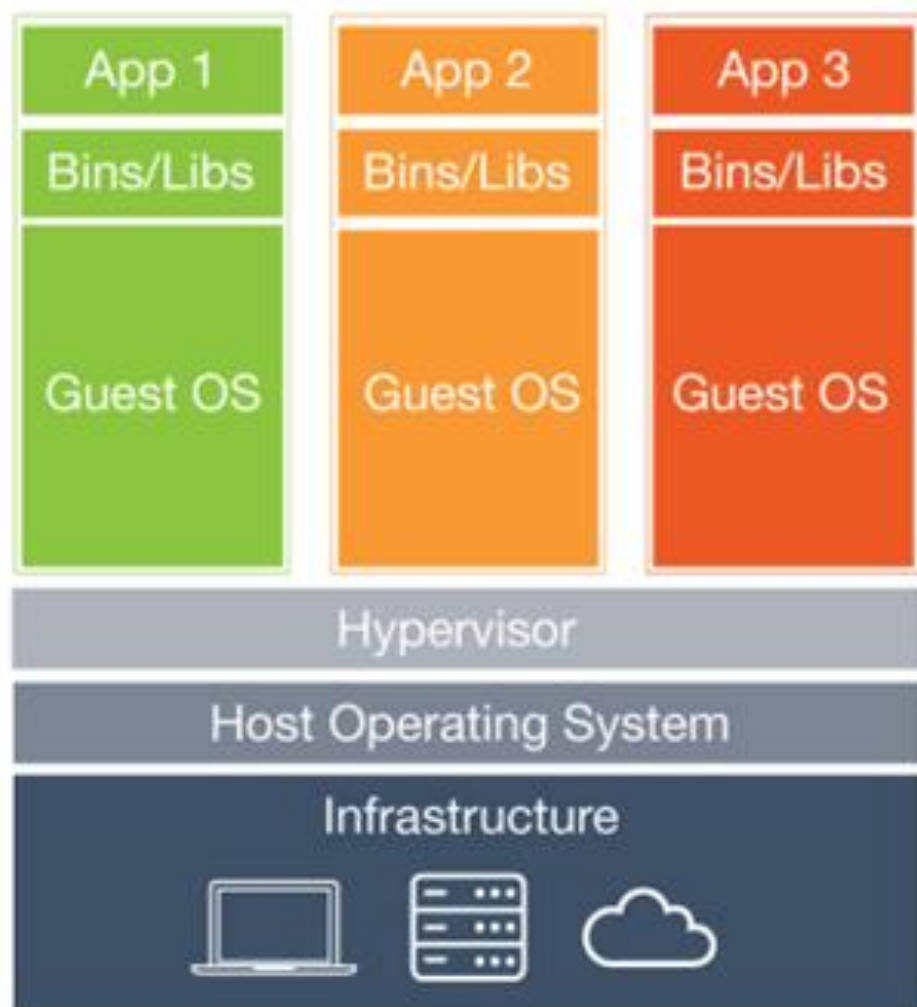 App 1
App 2
App 3
Bins/Libs
Bins/Libs
Bins/Libs
Guest OS
Guest OS
Guest OS
Hypervisor
Host Operating System
Infrastructure